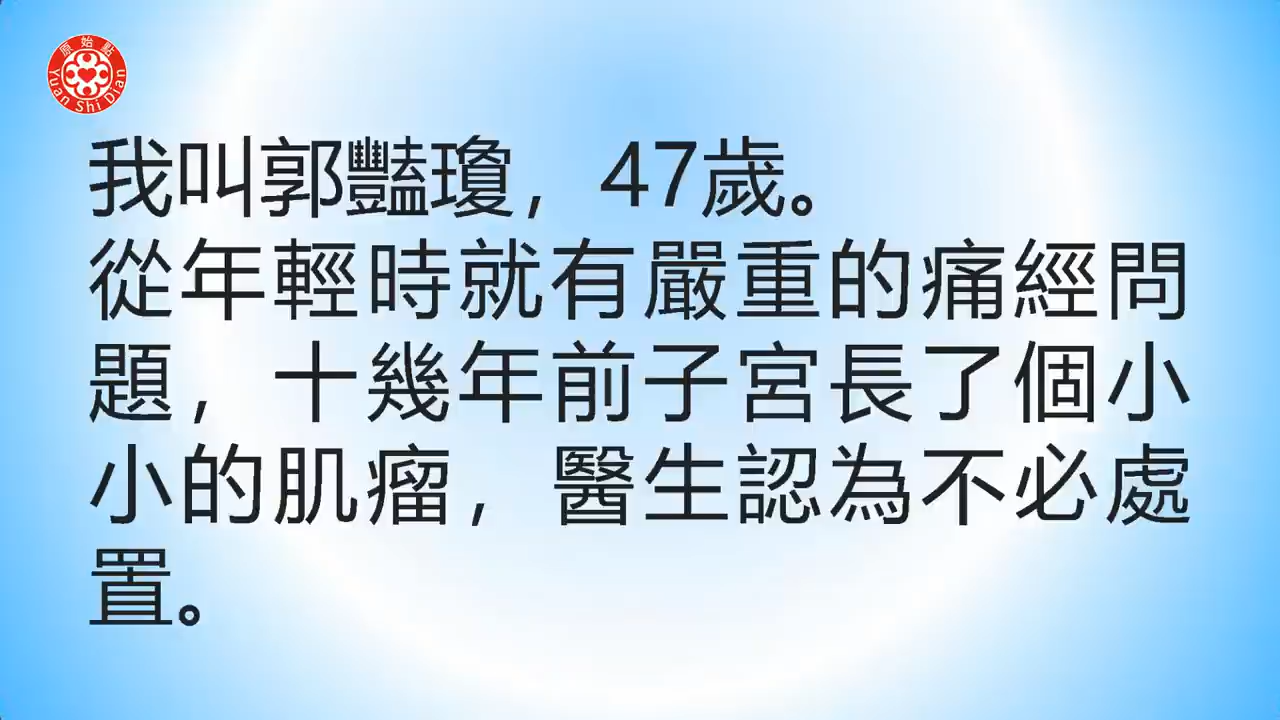 原始點
Yuan Shi Dian
我叫郭豔瓊，47歲。
從年輕時就有嚴重的痛經問
題，十幾年前子宮長了個小
小的肌瘤，醫生認為不必處
置。